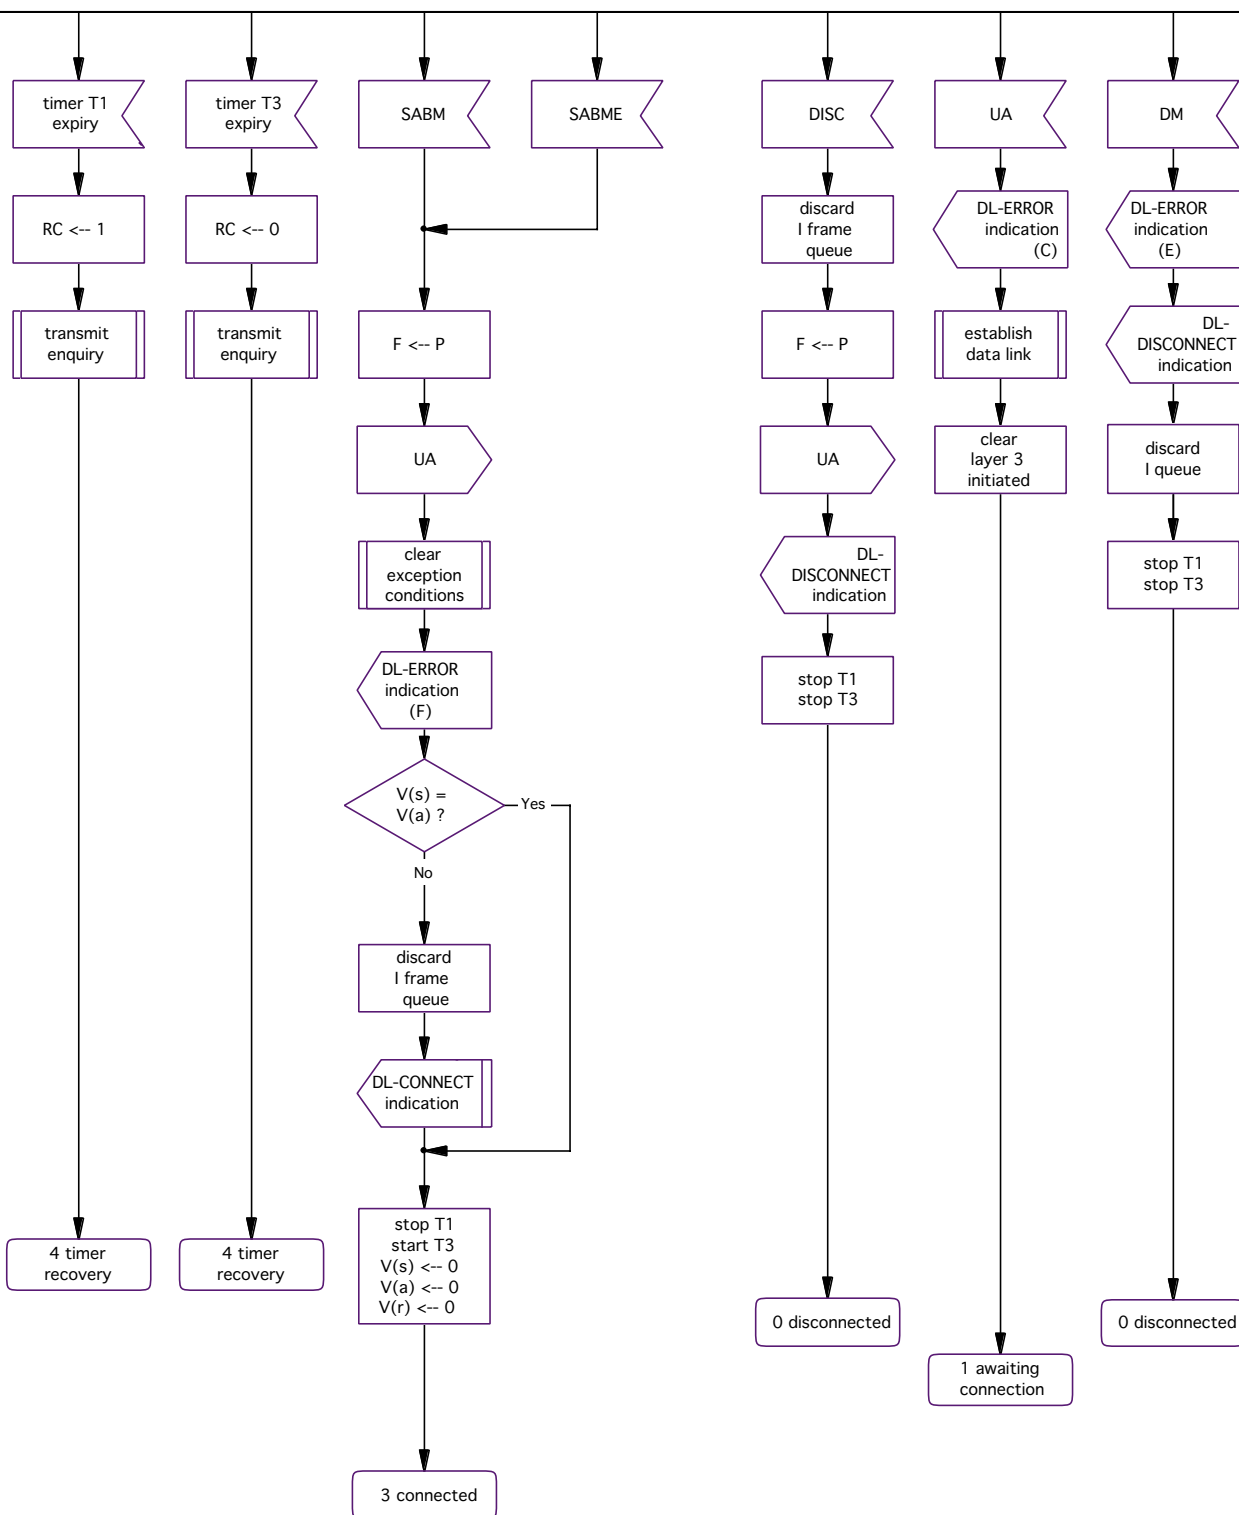 timer T1
expiry
RC <-- 1
transmit
enquiry
4 timer
recovery
timer T3
expiry
RC <-- 0
transmit
enquiry
4 timer
recovery
SABM
SABME
F <-- P
UA
clear
exception
conditions
DL-ERROR
indication
(F)
V(s) =
V(a) ?
Yes
No
discard
I frame
queue
DL-CONNECT
indication
stop T1
start T3
V(s) <-- 0
V(a) <-- 0
V(r) <-- 0
3 connected
DISC
discard
I frame
queue
F <-- P
UA
DL-
DISCONNECT
indication
stop T1
stop T3
0 disconnected
UA
DL-ERROR
indication
(C)
establish
data link
clear
layer 3
initiated
1 awaiting
connection
DM
DL-ERROR
indication
(E)
DL-
DISCONNECT
indication
discard
I queue
stop T1
stop T3
0 disconnected